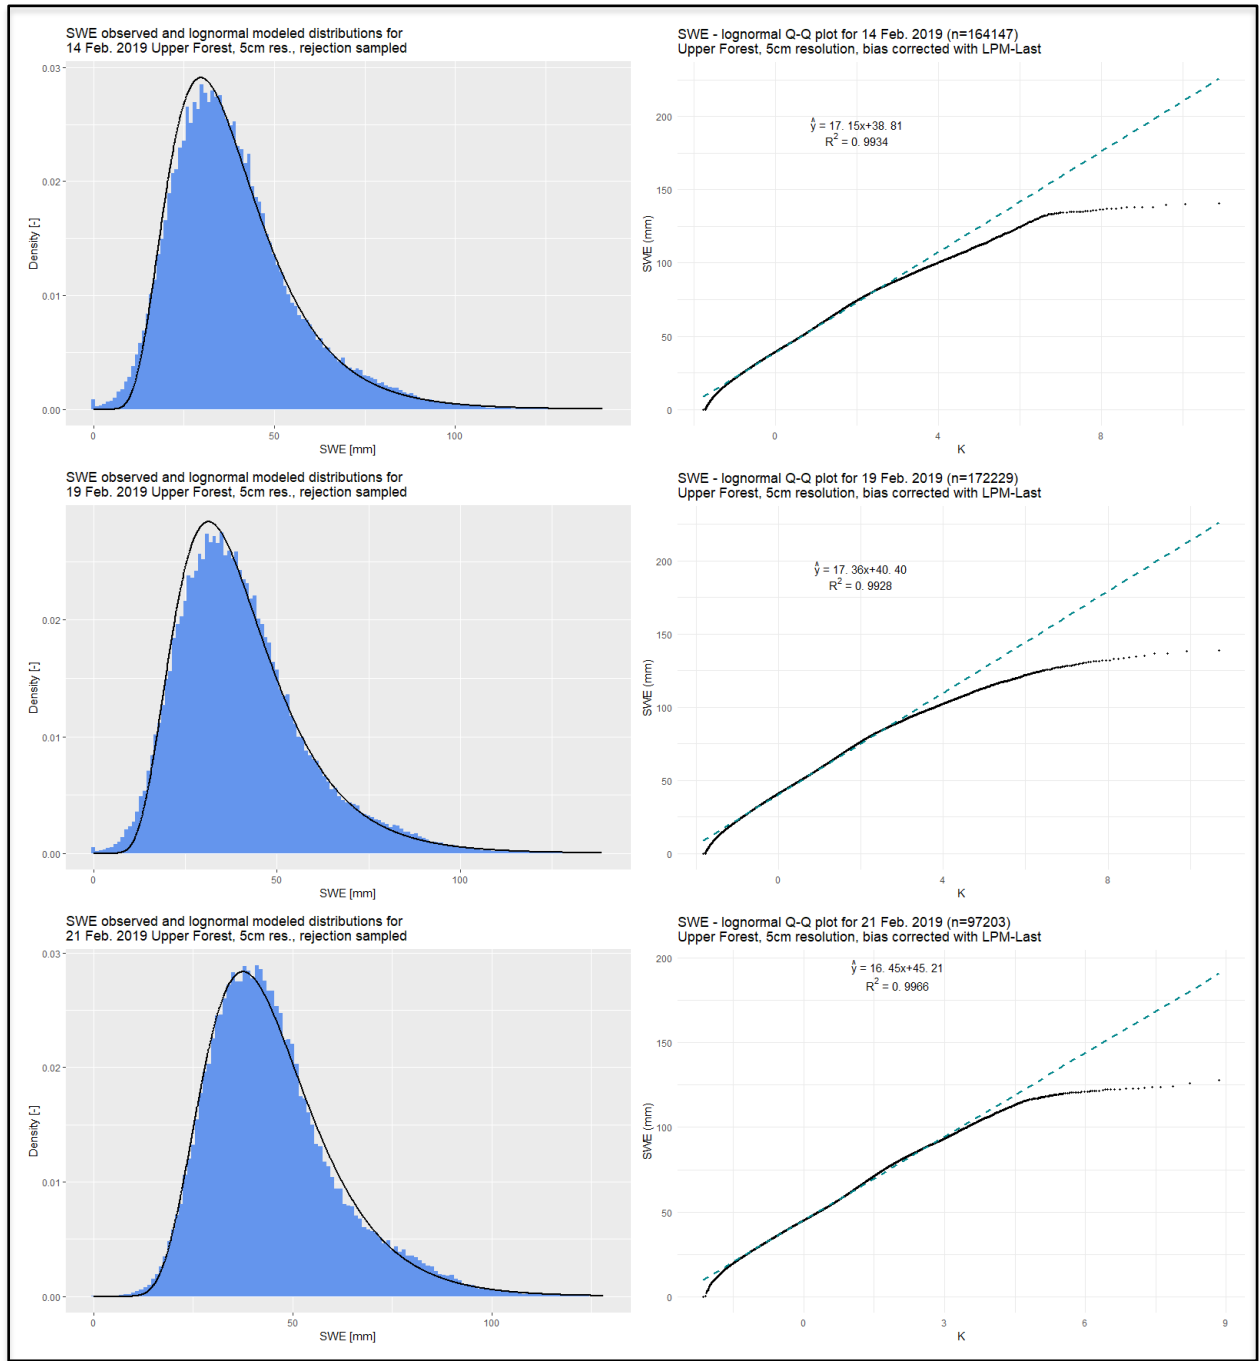 SWE observed and lognormal modeled distributions for
14 Feb. 2019 Upper Forest, 5cm res., rejection sampled
0.03
0.02
0.01
0.00
Density [-]
0
50
100
SWE [mm]
SWE - lognormal Q-Q plot for 14 Feb. 2019 (n=164147)
Upper Forest, 5cm resolution, bias corrected with LPM-Last
ŷ = 17. 15x+38. 81
R² = 0. 9934
200
150
100
50
0
SWE (mm)
0
4
8
K
SWE observed and lognormal modeled distributions for
19 Feb. 2019 Upper Forest, 5cm res., rejection sampled
0.02
0.01
0.00
Density [-]
0
50
100
SWE [mm]
SWE - lognormal Q-Q plot for 19 Feb. 2019 (n=172229)
Upper Forest, 5cm resolution, bias corrected with LPM-Last
ŷ = 17. 36x+40. 40
R² = 0. 9928
200
150
100
50
0
SWE (mm)
0
4
8
K
SWE observed and lognormal modeled distributions for
21 Feb. 2019 Upper Forest, 5cm res., rejection sampled
0.03
0.02
0.01
0.00
Density [-]
0
50
100
SWE [mm]
SWE - lognormal Q-Q plot for 21 Feb. 2019 (n=97203)
Upper Forest, 5cm resolution, bias corrected with LPM-Last
ŷ = 16. 45x+45. 21
R² = 0. 9966
200
150
100
50
0
SWE (mm)
0
3
6
9
K